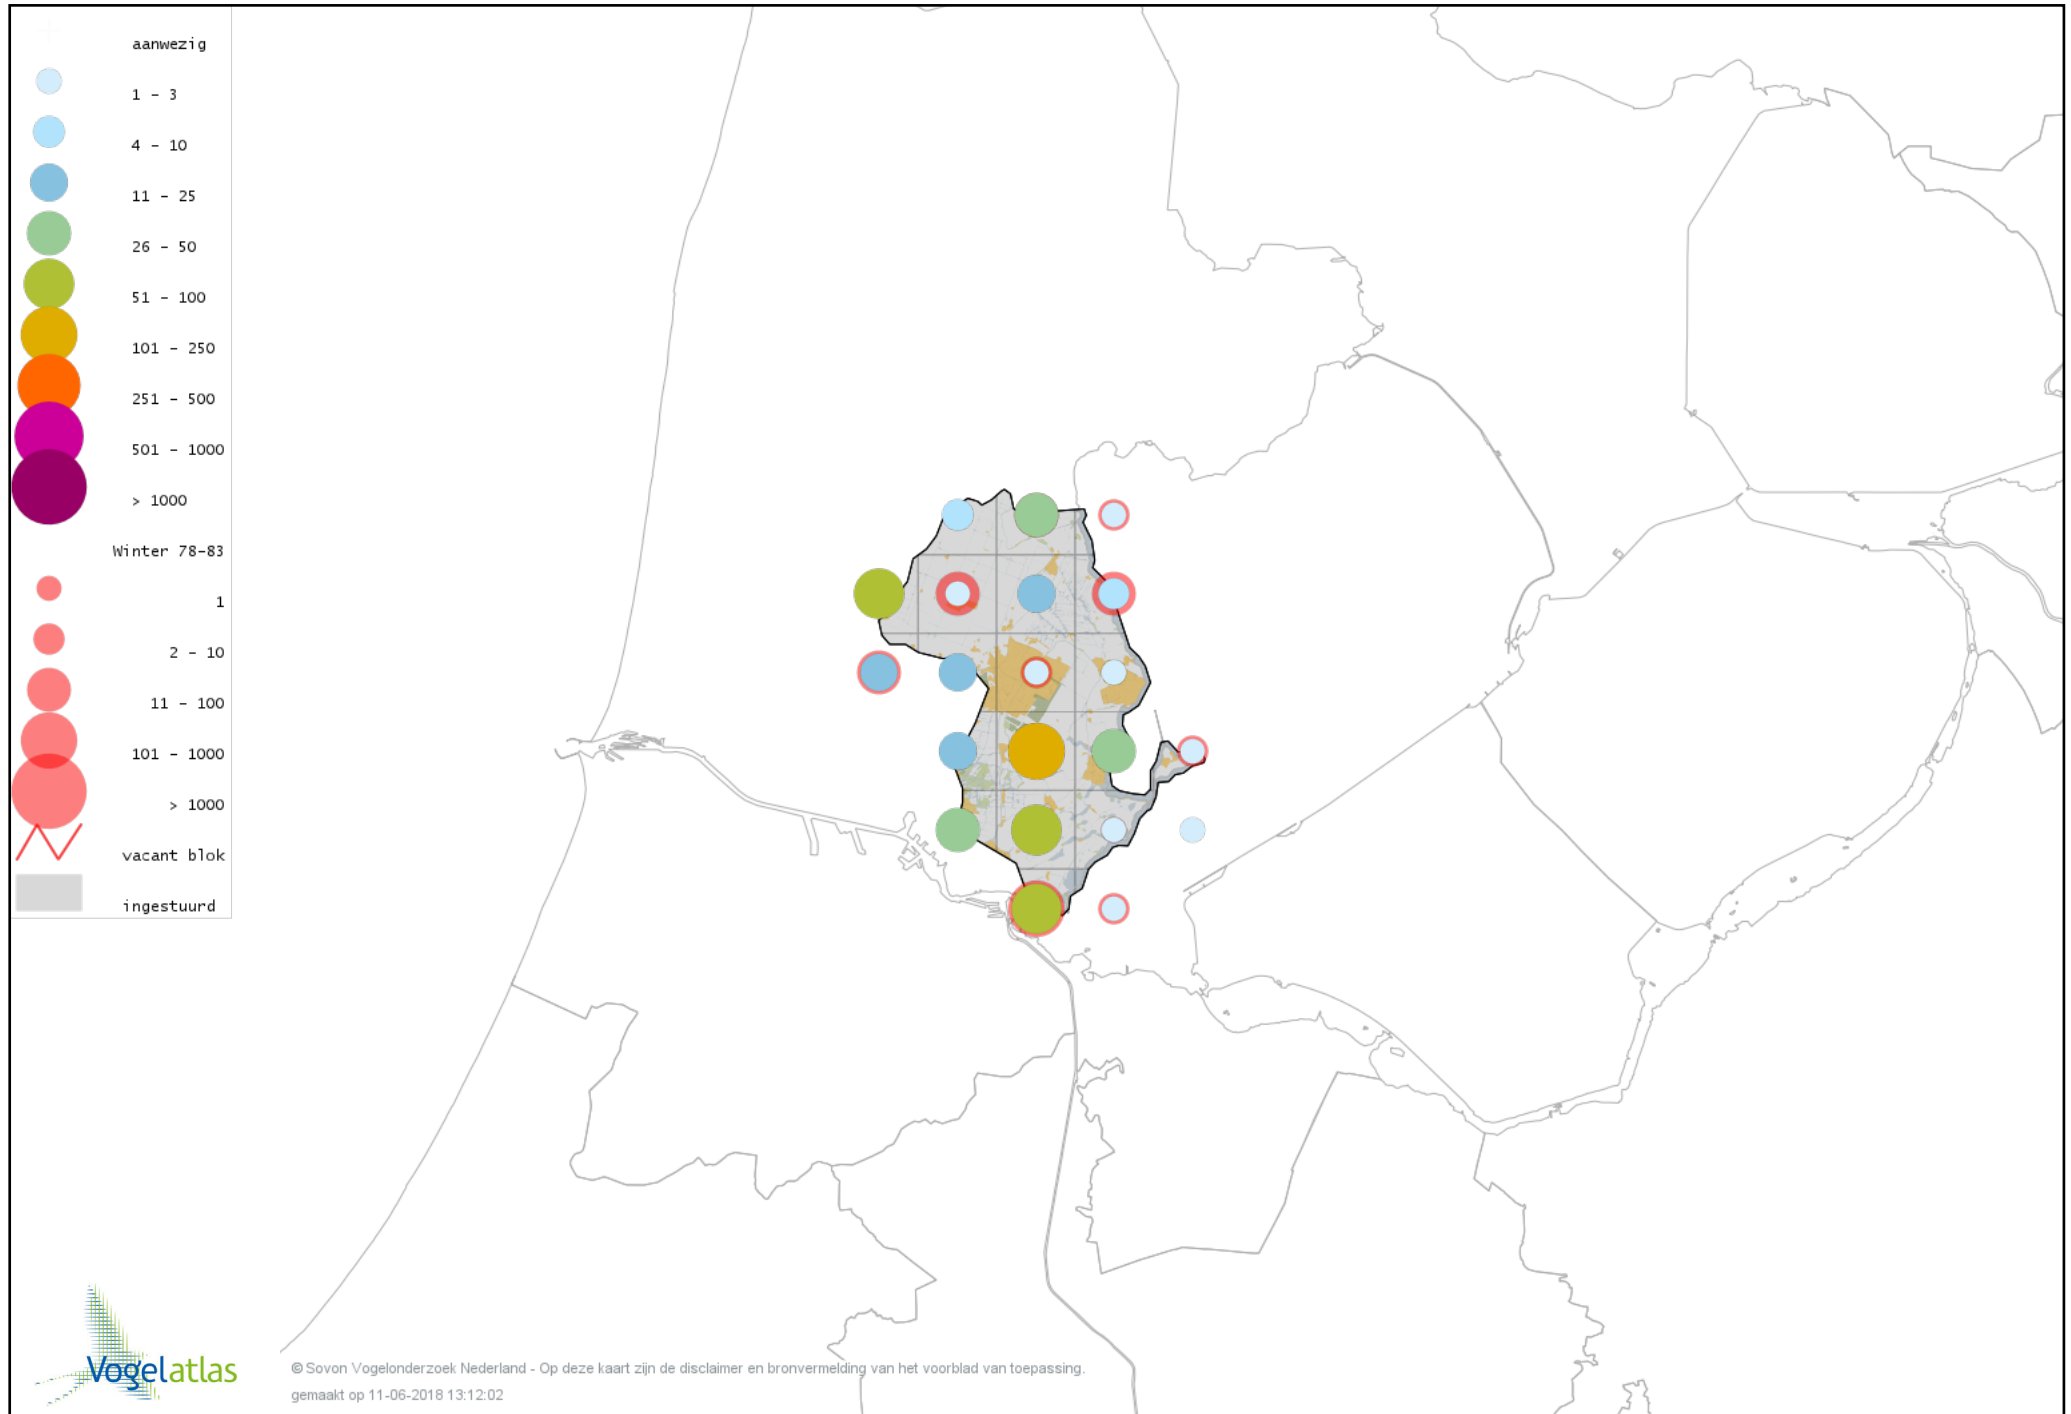 aanwezig
1 - 3
4 - 10
11 - 25
26 - 50
51 - 100
101 - 250
251 - 500
501 - 1000
> 1000
Winter 78-83
1
2 - 10
11 - 100
101 - 1000
> 1000
vacant blok
ingestuurd
Vogelatlas
© Sovon Vogelonderzoek Nederland - Op deze kaart zijn de disclaimer en bronvermelding van het voorblad van toepassing.
gemaakt op 11-06-2018 13:12:02